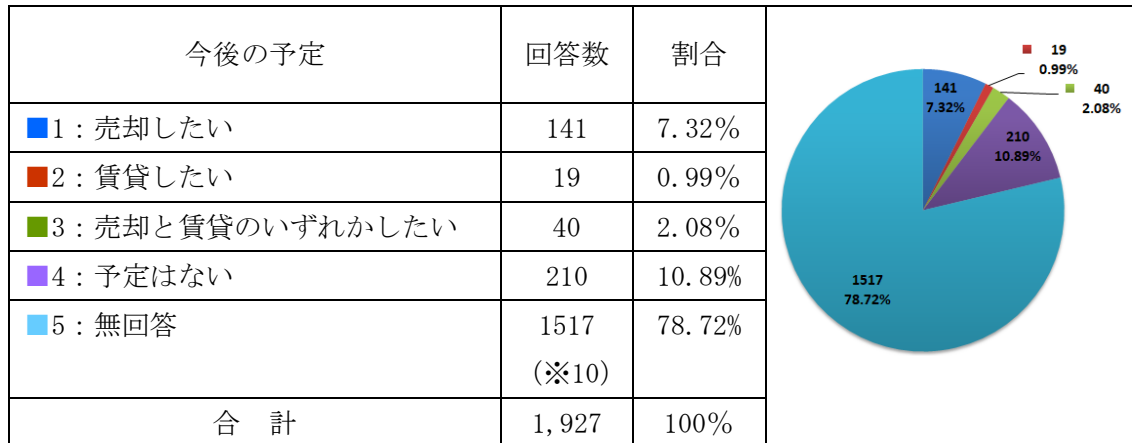 今後の予定 回答数 割合
■1：売却したい 141 7.32%
■2：賃貸したい 19 0.99%
■3：売却と賃貸のいずれかしたい 40 2.08%
■4：予定はない 210 10.89%
■5：無回答 1517 78.72%
(※10)
合 計 1,927 100%
19
0.99%
141
7.32%
40
2.08%
210
10.89%
1517
78.72%